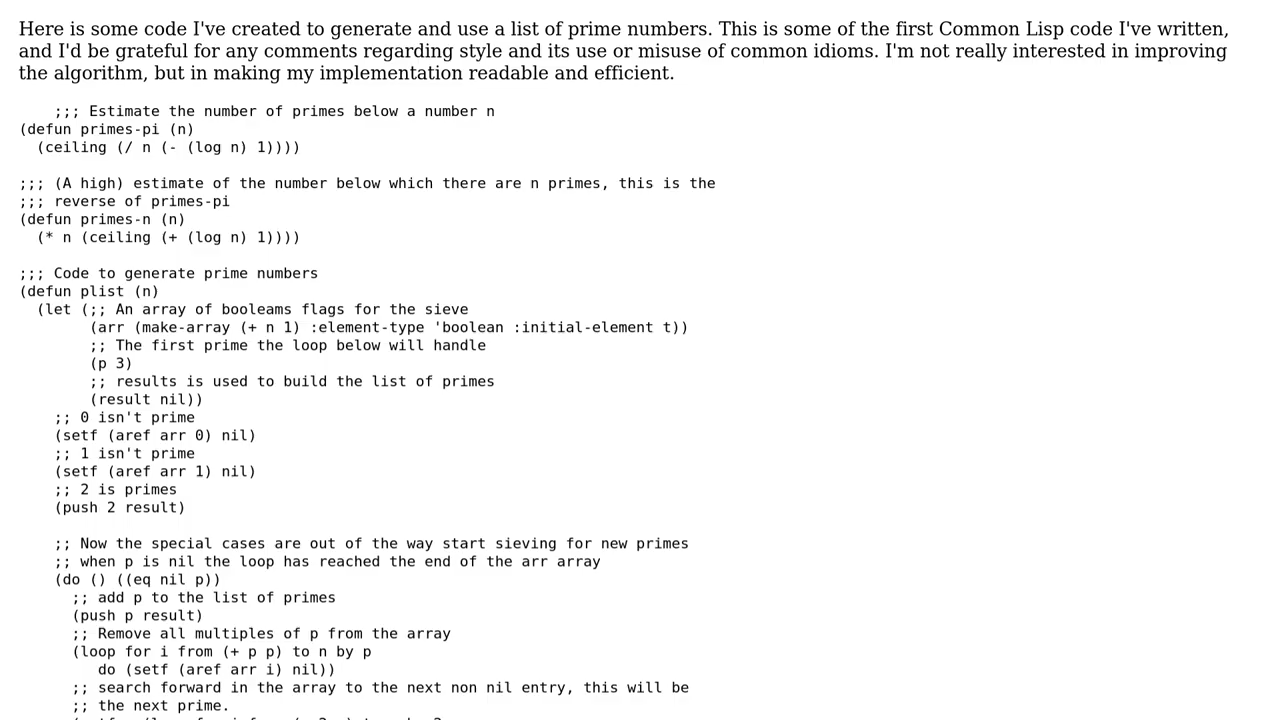 Here is some code I've created to generate and use a list of prime numbers. This is some of the first Common Lisp code I've written,
and I'd be grateful for any comments regarding style and its use or misuse of common idioms. I'm not really interested in improving
the algorithm, but in making my implementation readable and efficient.
    ;;; Estimate the number of primes below a number n
(defun primes-pi (n)
  (ceiling (/ n (- (log n) 1))))
;;; (A high) estimate of the number below which there are n primes, this is the
;;; reverse of primes-pi
(defun primes-n (n)
  (* n (ceiling (+ (log n) 1))))
;;; Code to generate prime numbers
(defun plist (n)
  (let (;; An array of booleams flags for the sieve
        (arr (make-array (+ n 1) :element-type 'boolean :initial-element t))
        ;; The first prime the loop below will handle
        (p 3)
        ;; results is used to build the list of primes
        (result nil))
    ;; 0 isn't prime
    (setf (aref arr 0) nil)
    ;; 1 isn't prime
    (setf (aref arr 1) nil)
    ;; 2 is primes
    (push 2 result)
    ;; Now the special cases are out of the way start sieving for new primes
    ;; when p is nil the loop has reached the end of the arr array
    (do () ((eq nil p))
      ;; add p to the list of primes
      (push p result)
      ;; Remove all multiples of p from the array
      (loop for i from (+ p p) to n by p
         do (setf (aref arr i) nil))
      ;; search forward in the array to the next non nil entry, this will be
      ;; the next prime.